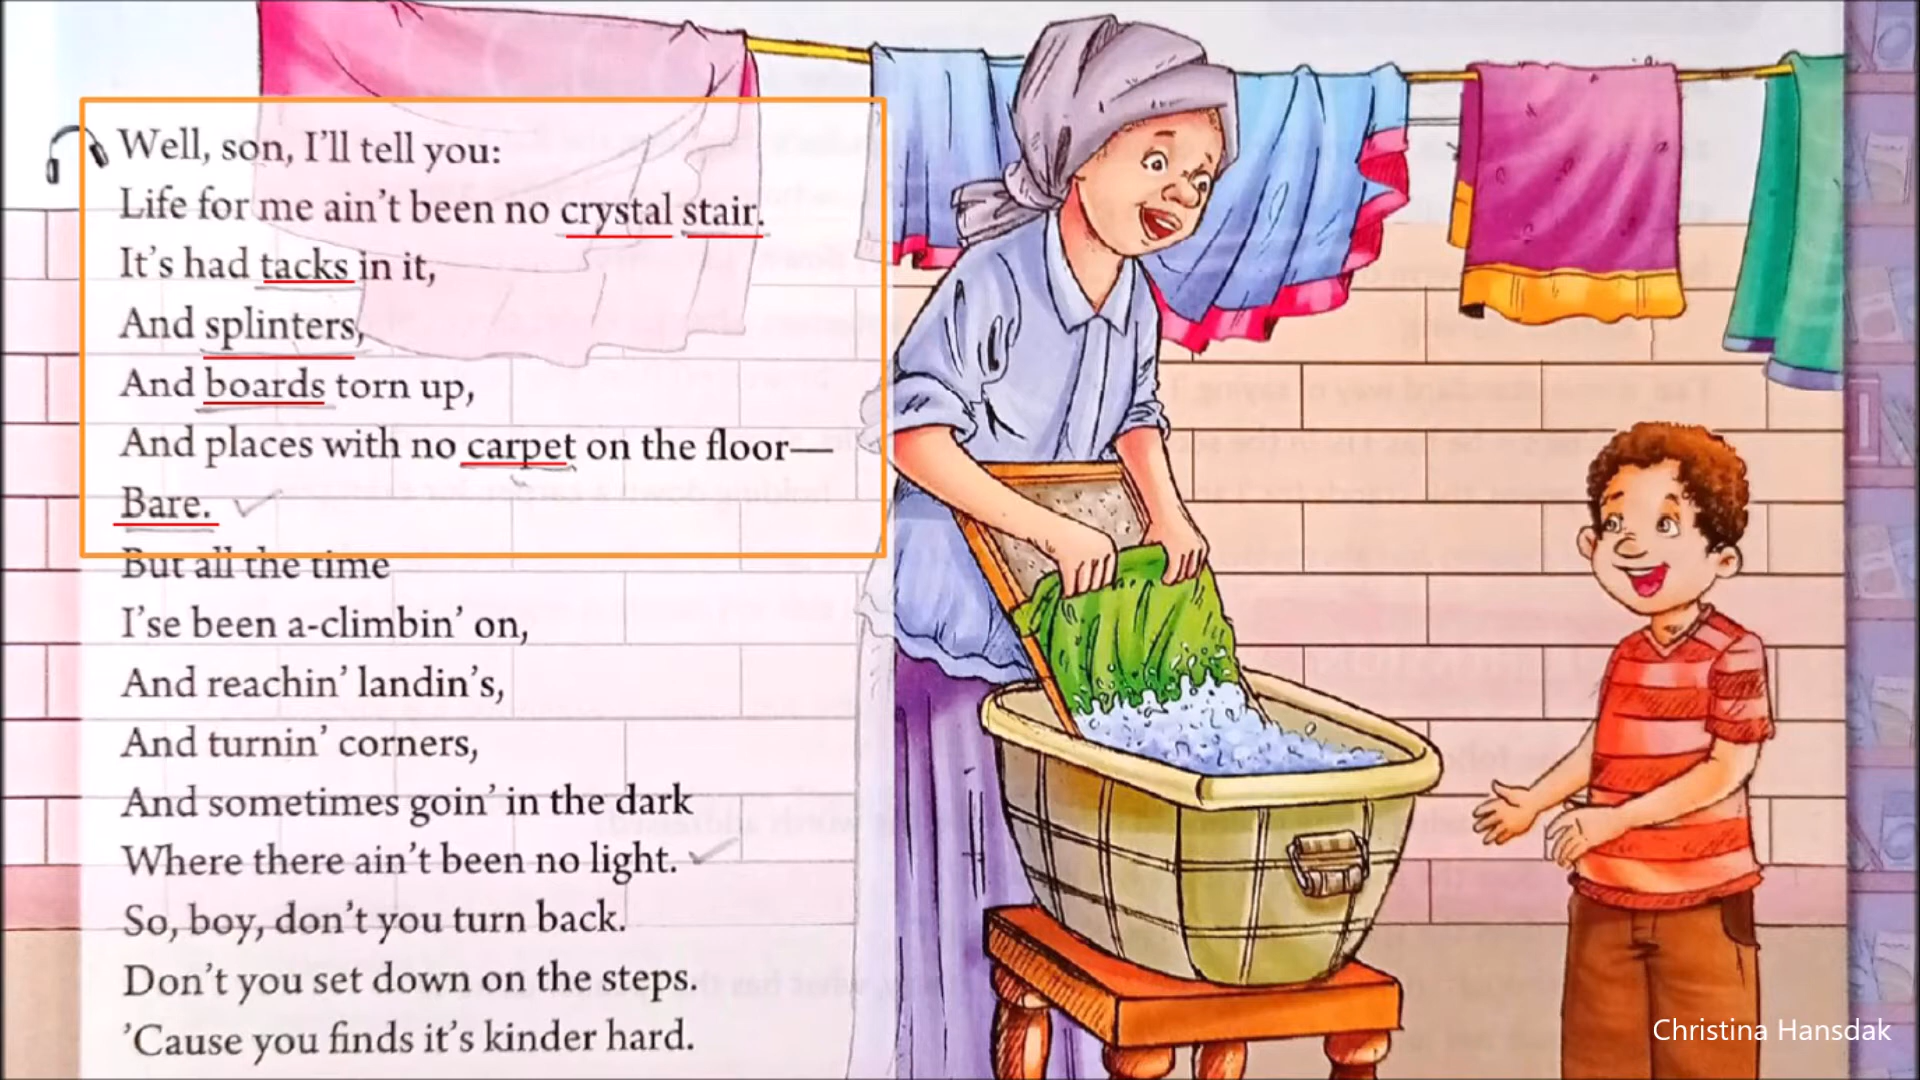 Well, son, I’ll tell you:
Life for me ain’t been no crystal stair.
It’s had tacks in it,
And splinters,
And boards torn up,
And places with no carpet on the floor—
Bare.
But all the time
I’se been a-climbin’ on,
And reachin’ landin’s,
And turnin’ corners,
And sometimes goin’ in the dark
Where there ain’t been no light.
So, boy, don’t you turn back.
Don’t you set down on the steps.
’Cause you finds it’s kinder hard.
Christina Hansdak